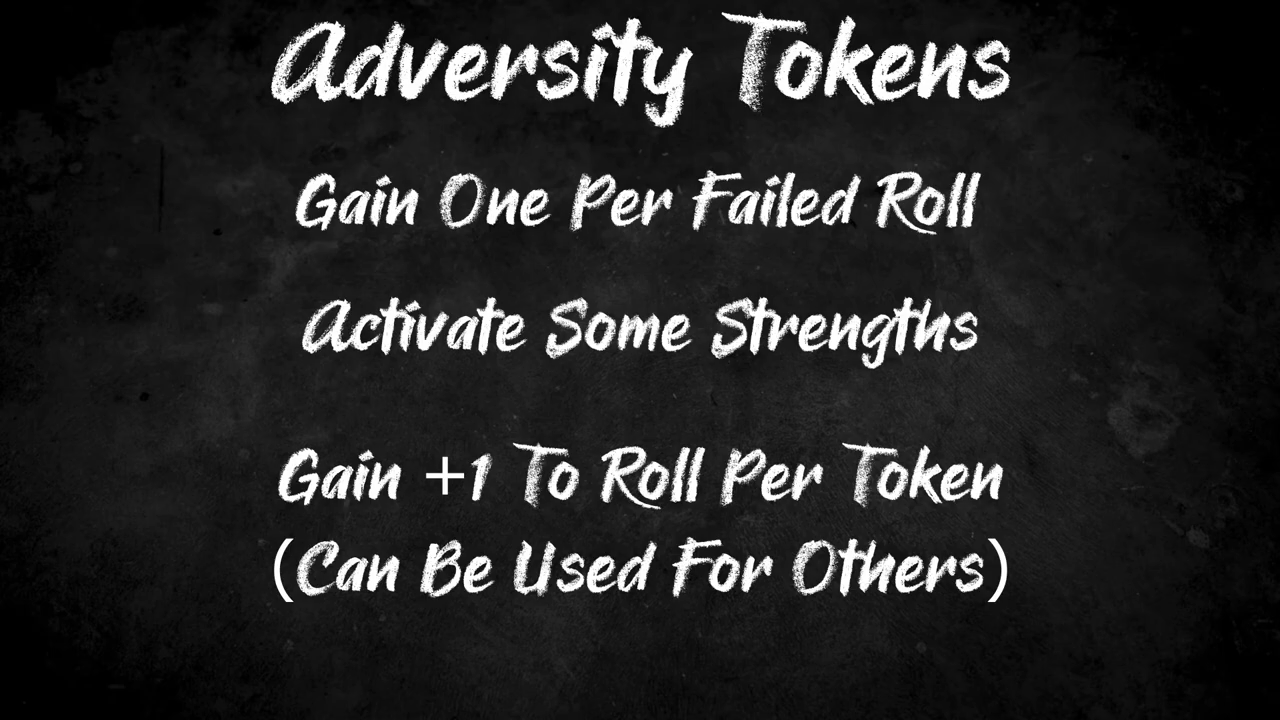 Adversity Tokens
Gain One Per Failed Roll
Activate Some Strengths
Gain +1 To Roll Per Token
(Can Be Used For Others)